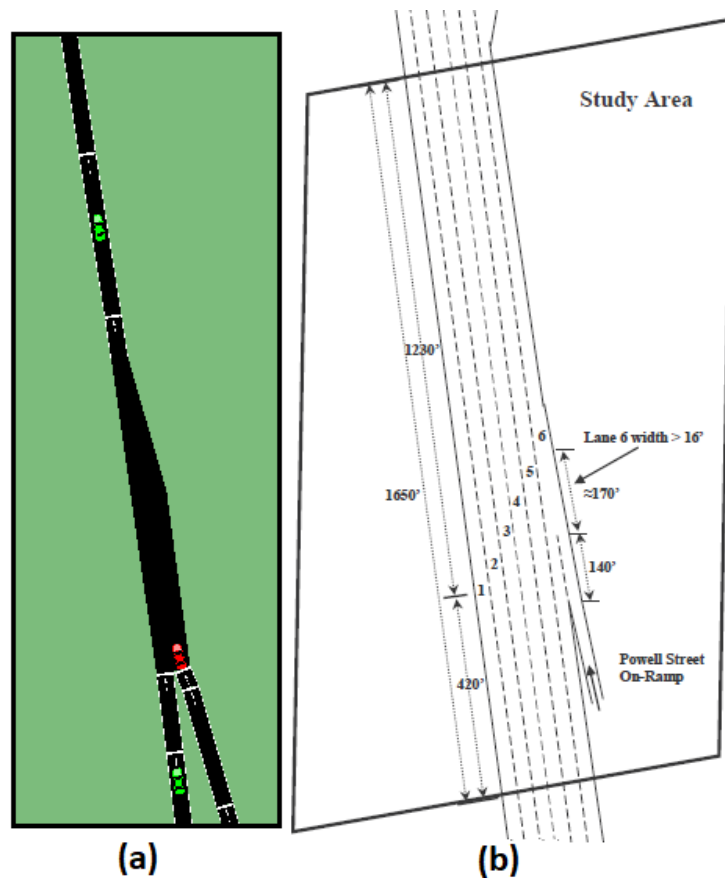 Study Area
1230'
6
Lane 6 width > 16'
5
≈170'
1650'
4
3
2
140'
1
Powell Street
On-Ramp
420'
(a)
(b)